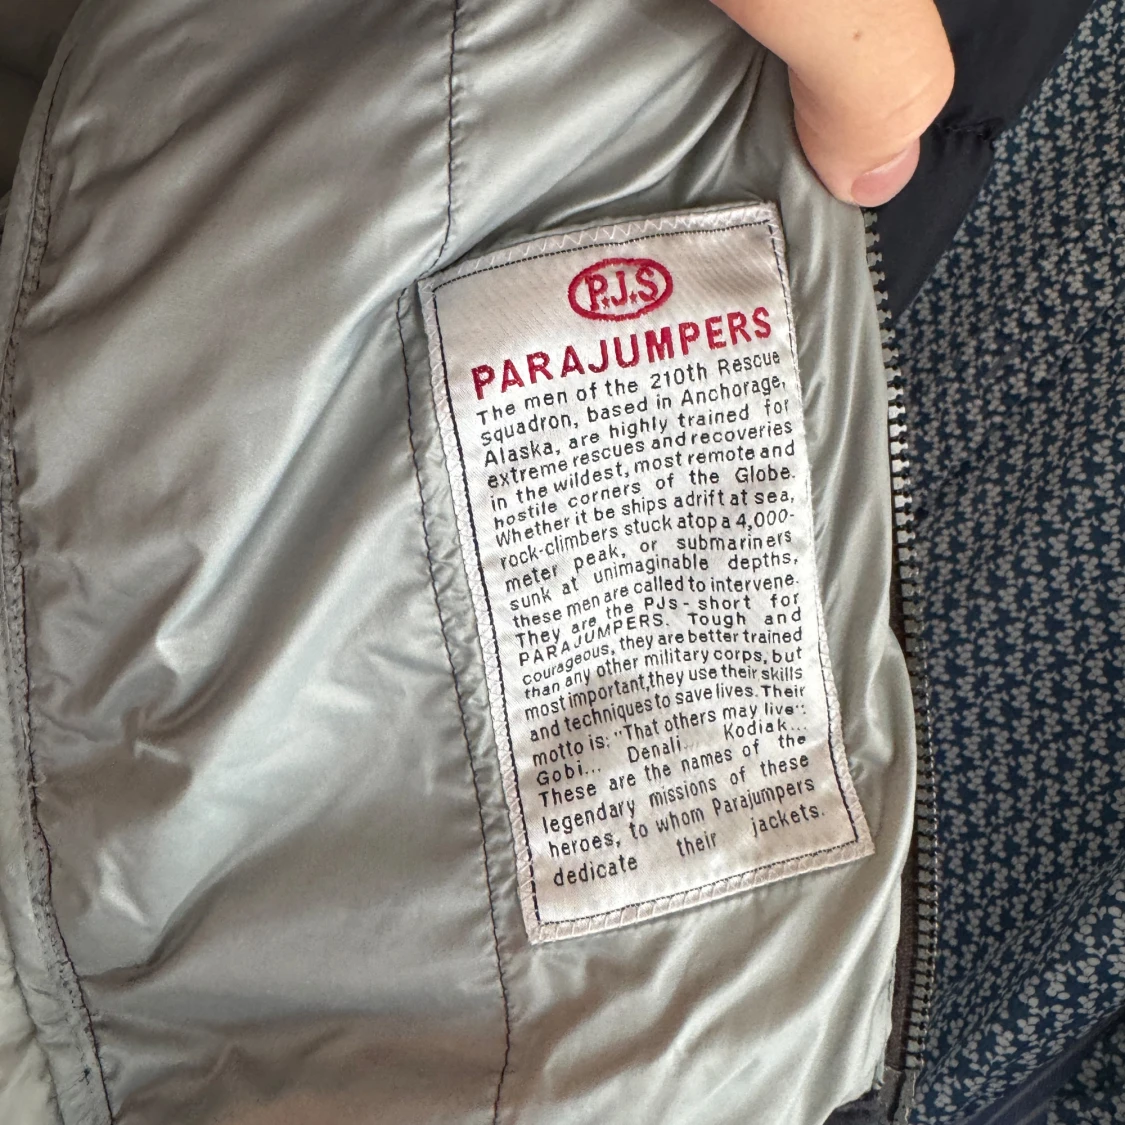 P.J.S
PARAJUMPERS
The men of the 210th Rescue
Squadron, based in Anchorage,
Alaska, are highly trained for
extreme rescues and recoveries
in the wildest, most remote and
hostile corners of the Globe.
Whether it be ships adrift at sea,
rock-climbers stuck atop a 4,000-
meter peak, or submariners
sunk at unimaginable depths,
these men are called to intervene.
They are the PJs - short for
PARAJUMPERS. Tough and
courageous, they are better trained
than any other military corps, but
most important,they use their skills
and techniques to save lives. Their
motto is: "That others may live".
Gobi... Denali... Kodiak...
These are the names of the
legendary missions of these
heroes, to whom Parajumpers
dedicate their jackets.